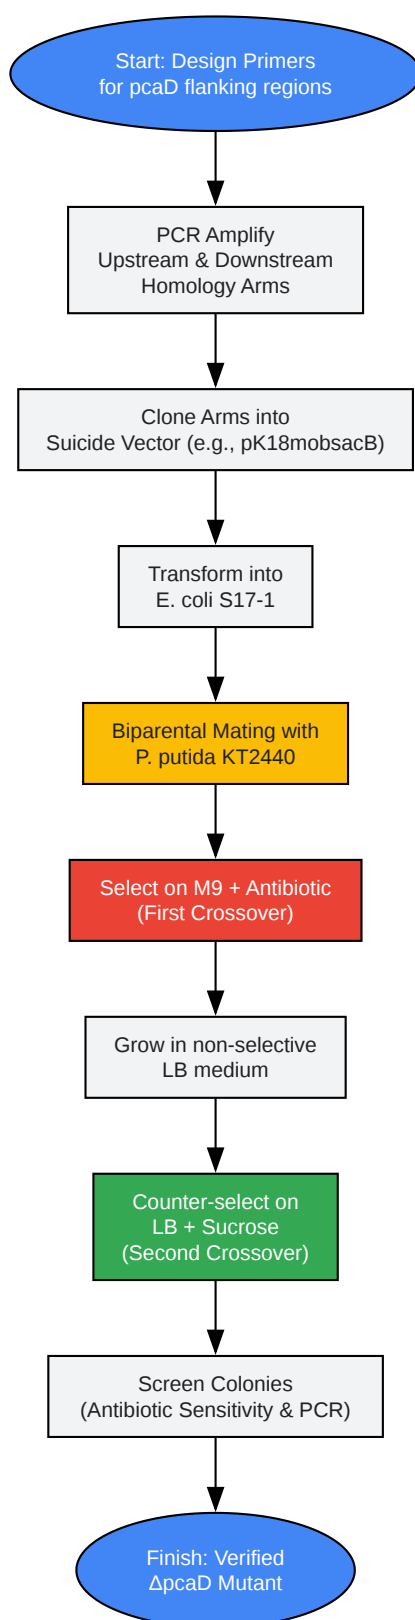 Start: Design Primers
for pcaD flanking regions
PCR Amplify
Upstream & Downstream
Homology Arms
Clone Arms into
Suicide Vector (e.g., pK18mobsacB)
Transform into
E. coli S17-1
Biparental Mating with
P. putida KT2440
Select on M9 + Antibiotic
(First Crossover)
Grow in non-selective
LB medium
Counter-select on
LB + Sucrose
(Second Crossover)
Screen Colonies
(Antibiotic Sensitivity & PCR)
Finish: Verified
ΔpcaD Mutant